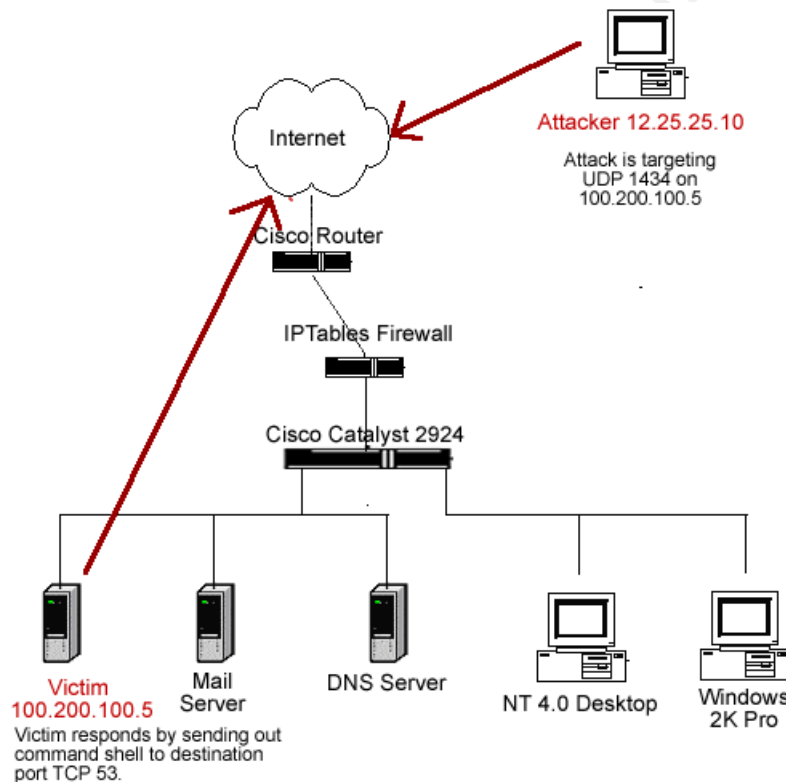 Internet
Attacker 12.25.25.10
Attack is targeting
UDP 1434 on
100.200.100.5
Cisco Router
IPTables Firewall
Cisco Catalyst 2924
Victim
100.200.100.5
Victim responds by sending out
command shell to destination
port TCP 53.
Mail
Server
DNS Server
NT 4.0 Desktop
Windows
2K Pro